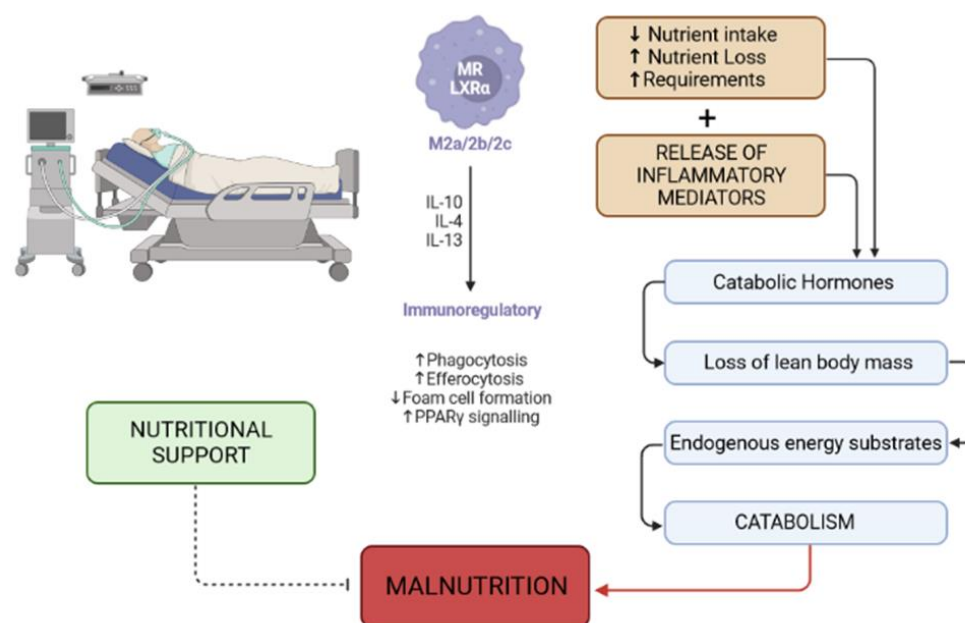 MR
LXRα
M2a/2b/2c
IL-10
IL-4
IL-13
Immunoregulatory
↑Phagocytosis
↑Efferocytosis
↓Foam cell formation
↑PPARγ signalling
↓ Nutrient intake
↑ Nutrient Loss
↑Requirements
+
RELEASE OF
INFLAMMATORY
MEDIATORS
Catabolic Hormones
Loss of lean body mass
Endogenous energy substrates
CATABOLISM
NUTRITIONAL
SUPPORT
MALNUTRITION